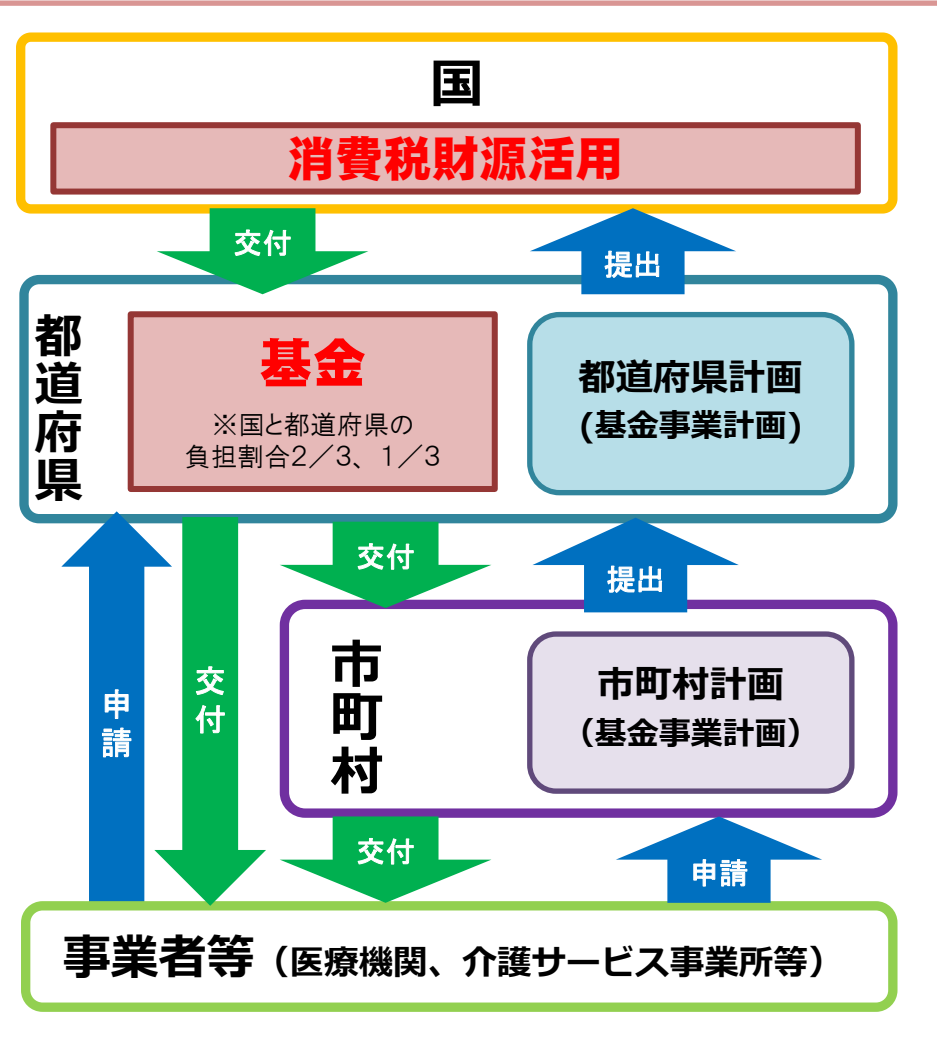 国
消費税財源活用
交付
提出
都道府県
基金
※国と都道府県の
負担割合2／3、1／3
都道府県計画
(基金事業計画)
交付
提出
申請
交付
市町村
市町村計画
（基金事業計画）
交付
申請
事業者等（医療機関、介護サービス事業所等）